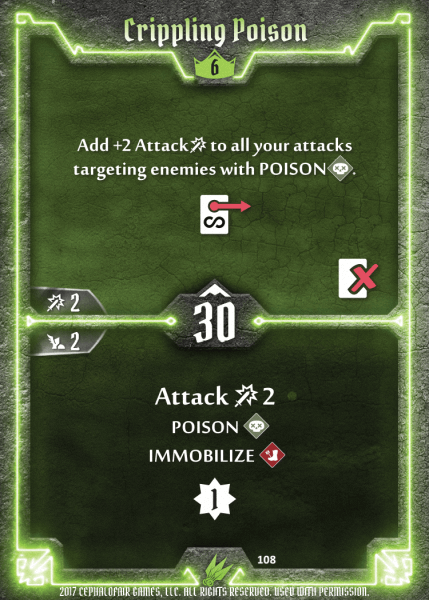 Crippling Poison
6
Add +2 Attack to all your attacks
targeting enemies with POISON.
2
30
2
Attack 2
POISON
IMMOBILIZE
1
108
2017 CEPHALOFAIR GAMES, LLC. ALL RIGHTS RESERVED. USED WITH PERMISSION.